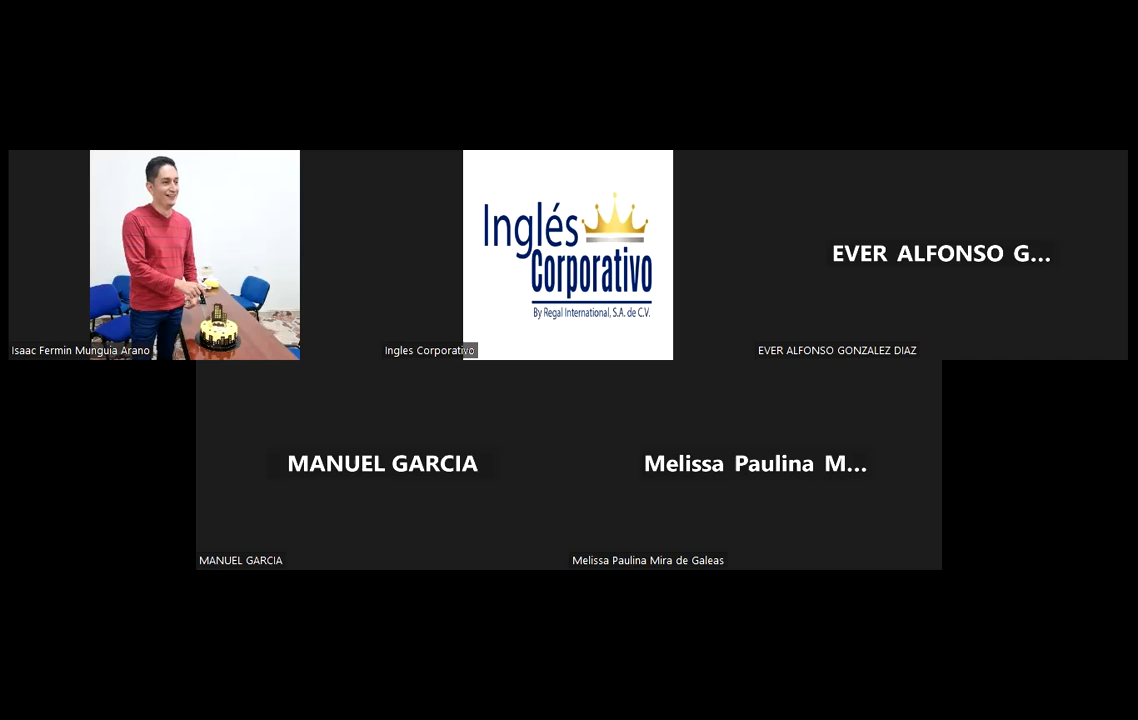 Inglés
Corporativo
By Regal International, S.A. de C.V.
EVER ALFONSO G...
Isaac Fermin Munguia Arano
Ingles Corporativo
EVER ALFONSO GONZALEZ DIAZ
MANUEL GARCIA
Melissa Paulina M...
MANUEL GARCIA
Melissa Paulina Mira de Galeas